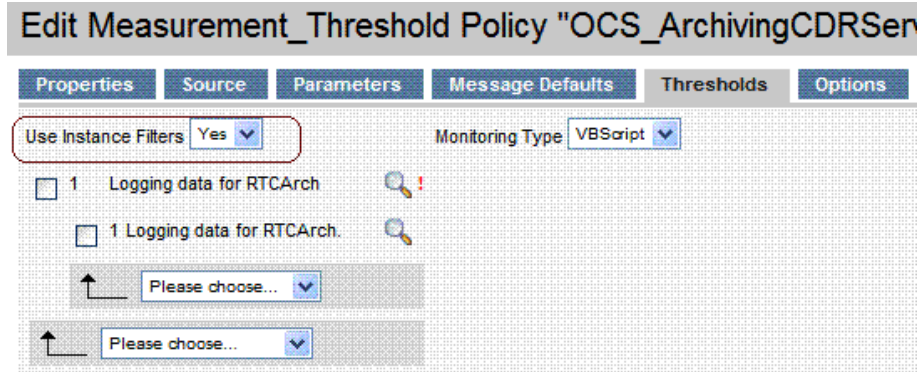 Edit Measurement_Threshold Policy "OCS_ArchivingCDRServ
Properties Source Parameters Message Defaults Thresholds Options
Use Instance Filters Yes Monitoring Type VBScript
1 Logging data for RTCArch !
1 Logging data for RTCArch.
Please choose...
Please choose...